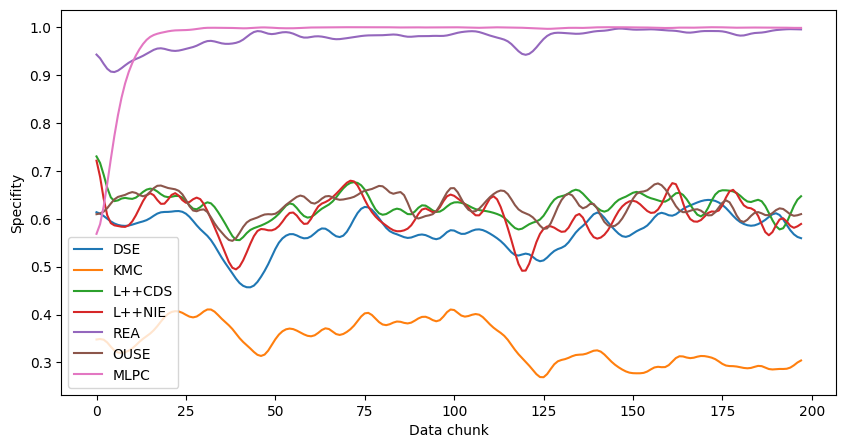 1.0
0.9
0.8
0.7
0.6
0.5
0.4
0.3
Specifity
DSE
KMC
L++CDS
L++NIE
REA
OUSE
MLPC
0 25 50 75 100 125 150 175 200
Data chunk